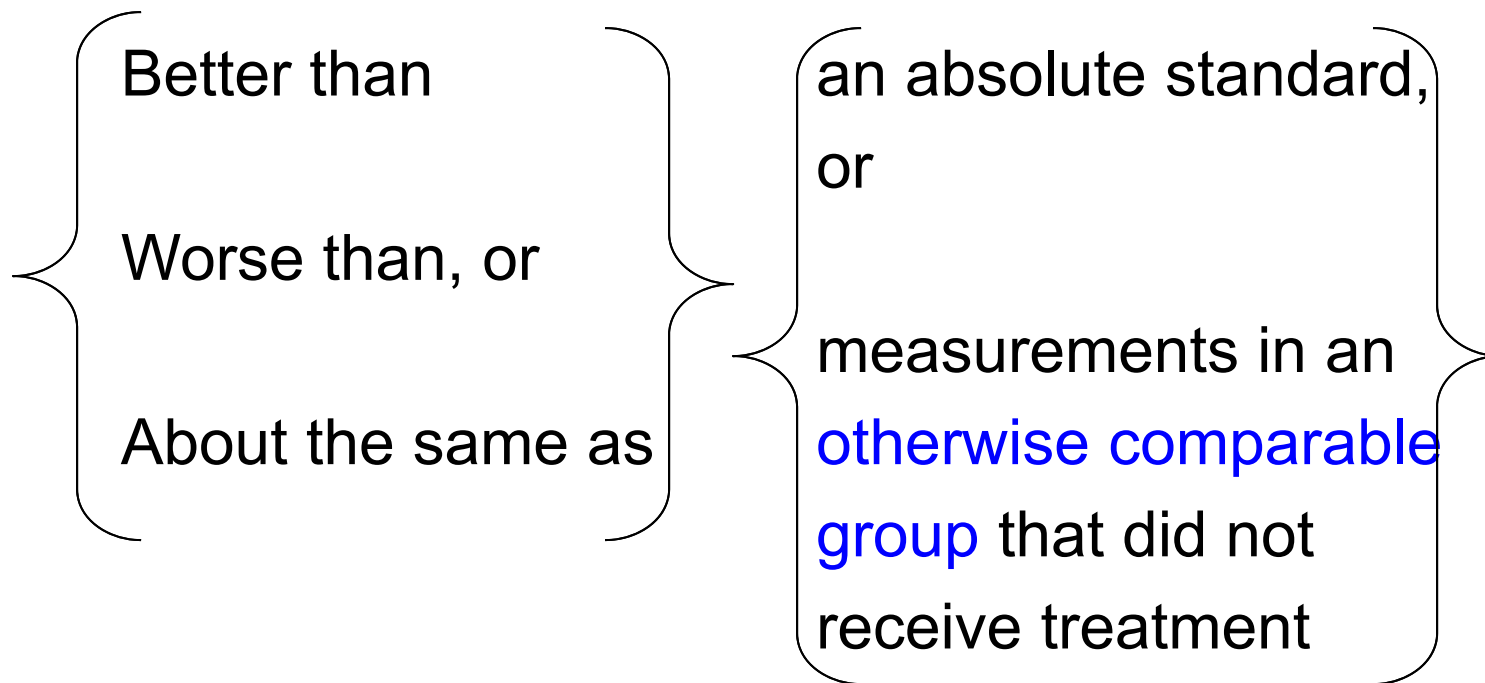 Better than
Worse than, or
About the same as
an absolute standard,
or
measurements in an
otherwise comparable
group that did not
receive treatment